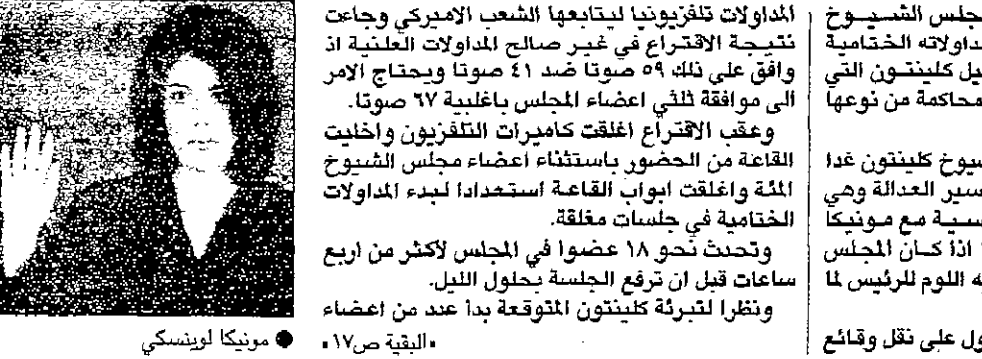 جلس الشيوخ
داولاته الختامية
يل كلينتون التي
محاكمة من نوعها
يوخ كلينتون غدا
سير العدالة وهي
سية مع مونيكا
اذا كان المجلس
ه اللوم للرئيس لما
ول على نقل وقائع
المداولات تلفزيونيا ليتابعها الشعب الاميركي وجاءت
نتيجة الاقتراع في غير صالح المداولات العلنية اذ
وافق على ذلك ٥٩ صوتا ضد ٤١ صوتا ويحتاج الامر
الى موافقة ثلثي اعضاء المجلس باغلبية ٦٧ صوتا.
وعقب الاقتراع اغلقت كاميرات التلفزيون واخليت
القاعة من الحضور باستثناء اعضاء مجلس الشيوخ
المئة واغلقت ابواب القاعة استعدادا لبدء المداولات
الختامية في جلسات مغلقة.
وتحدث نحو ١٨ عضوا في المجلس لأكثر من اربع
ساعات قبل ان ترفع الجلسة بحلول الليل.
ونظرا لتبرئة كلينتون المتوقعة بدأ عدد من اعضاء
«البقية ص١٧»
● مونيكا لوينسكي